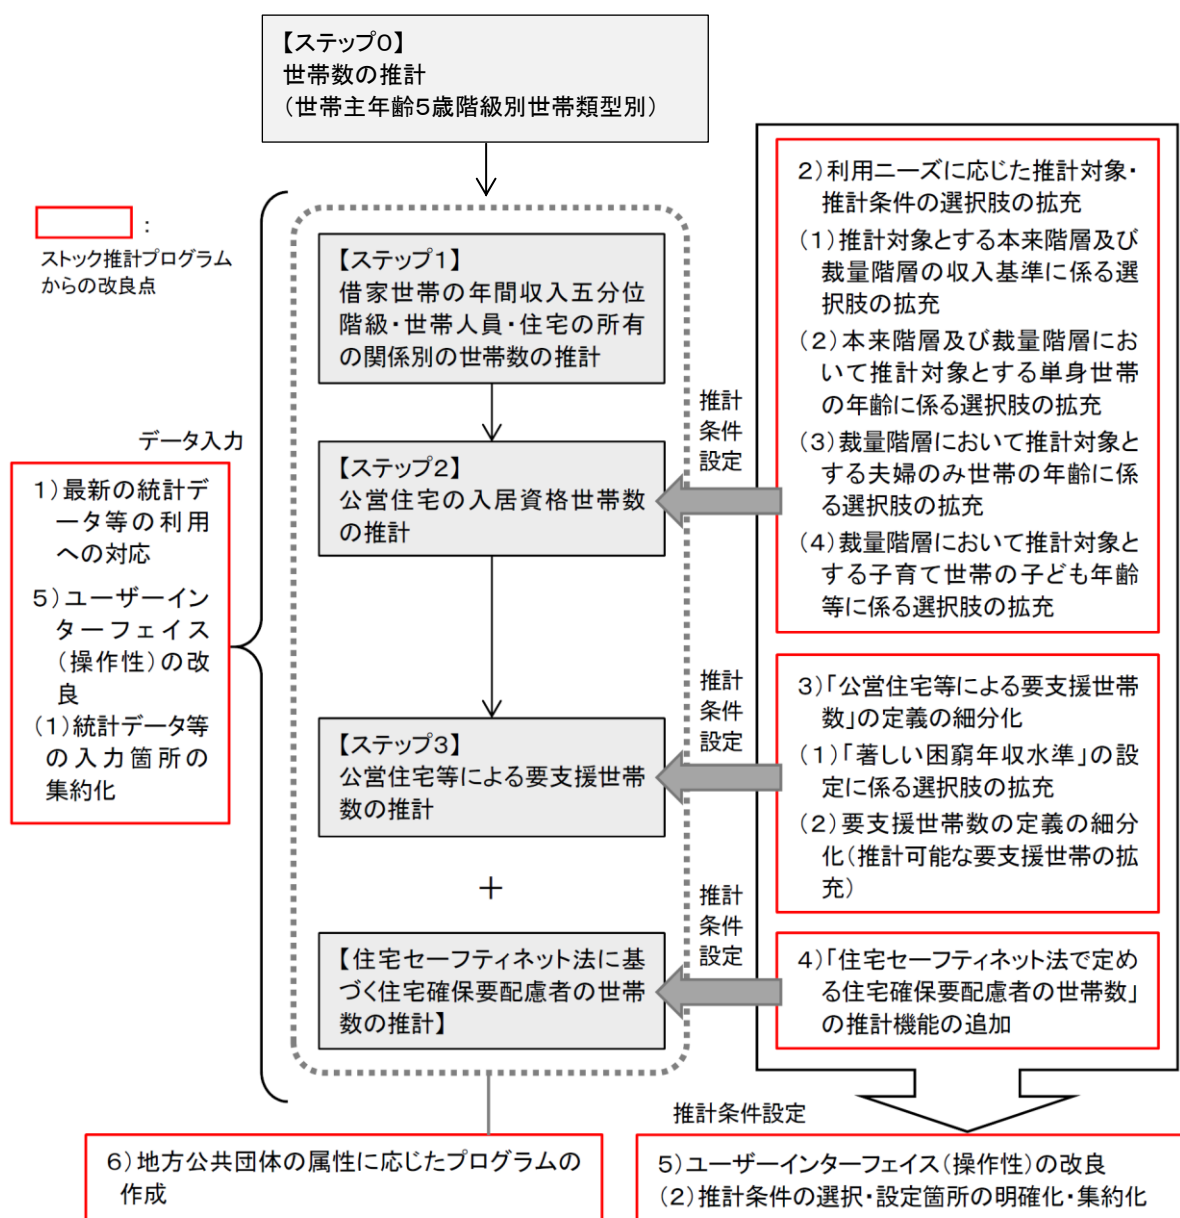 【ステップ0】
世帯数の推計
(世帯主年齢5歳階級別世帯類型別)
:
ストック推計プログラム
からの改良点
【ステップ1】
借家世帯の年間収入五分位
階級・世帯人員・住宅の所有
の関係別の世帯数の推計
【ステップ2】
公営住宅の入居資格世帯数
の推計
【ステップ3】
公営住宅等による要支援世帯
数の推計
+
【住宅セーフティネット法に基
づく住宅確保要配慮者の世帯
数の推計】
データ入力
1)最新の統計デ
ータ等の利用
への対応
5)ユーザーイン
ターフェイス
(操作性)の改
良
(1)統計データ等
の入力箇所の
集約化
推計
条件
設定
2)利用ニーズに応じた推計対象・
推計条件の選択肢の拡充
(1)推計対象とする本来階層及び
裁量階層の収入基準に係る選
択肢の拡充
(2)本来階層及び裁量階層にお
いて推計対象とする単身世帯
の年齢に係る選択肢の拡充
(3)裁量階層において推計対象と
する夫婦のみ世帯の年齢に係
る選択肢の拡充
(4)裁量階層において推計対象と
する子育て世帯の子ども年齢
等に係る選択肢の拡充
推計
条件
設定
3)「公営住宅等による要支援世帯
数」の定義の細分化
(1)「著しい困窮年収水準」の設
定に係る選択肢の拡充
(2)要支援世帯数の定義の細分
化(推計可能な要支援世帯の拡
充)
推計
条件
設定
4)「住宅セーフティネット法で定め
る住宅確保要配慮者の世帯数」
の推計機能の追加
推計条件設定
6)地方公共団体の属性に応じたプログラムの
作成
5)ユーザーインターフェイス(操作性)の改良
(2)推計条件の選択・設定箇所の明確化・集約化